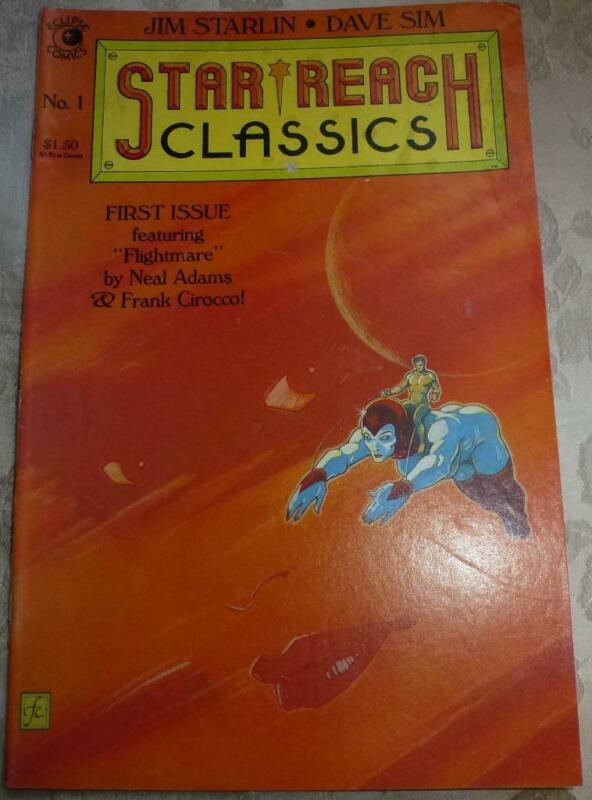 JIM STARLIN • DAVE SIM
ECLIPSE
COMICS
No. 1
$1.50
STAR REACH
CLASSICS
FIRST ISSUE
featuring
"Flightmare"
by Neal Adams
& Frank Cirocco!
fc